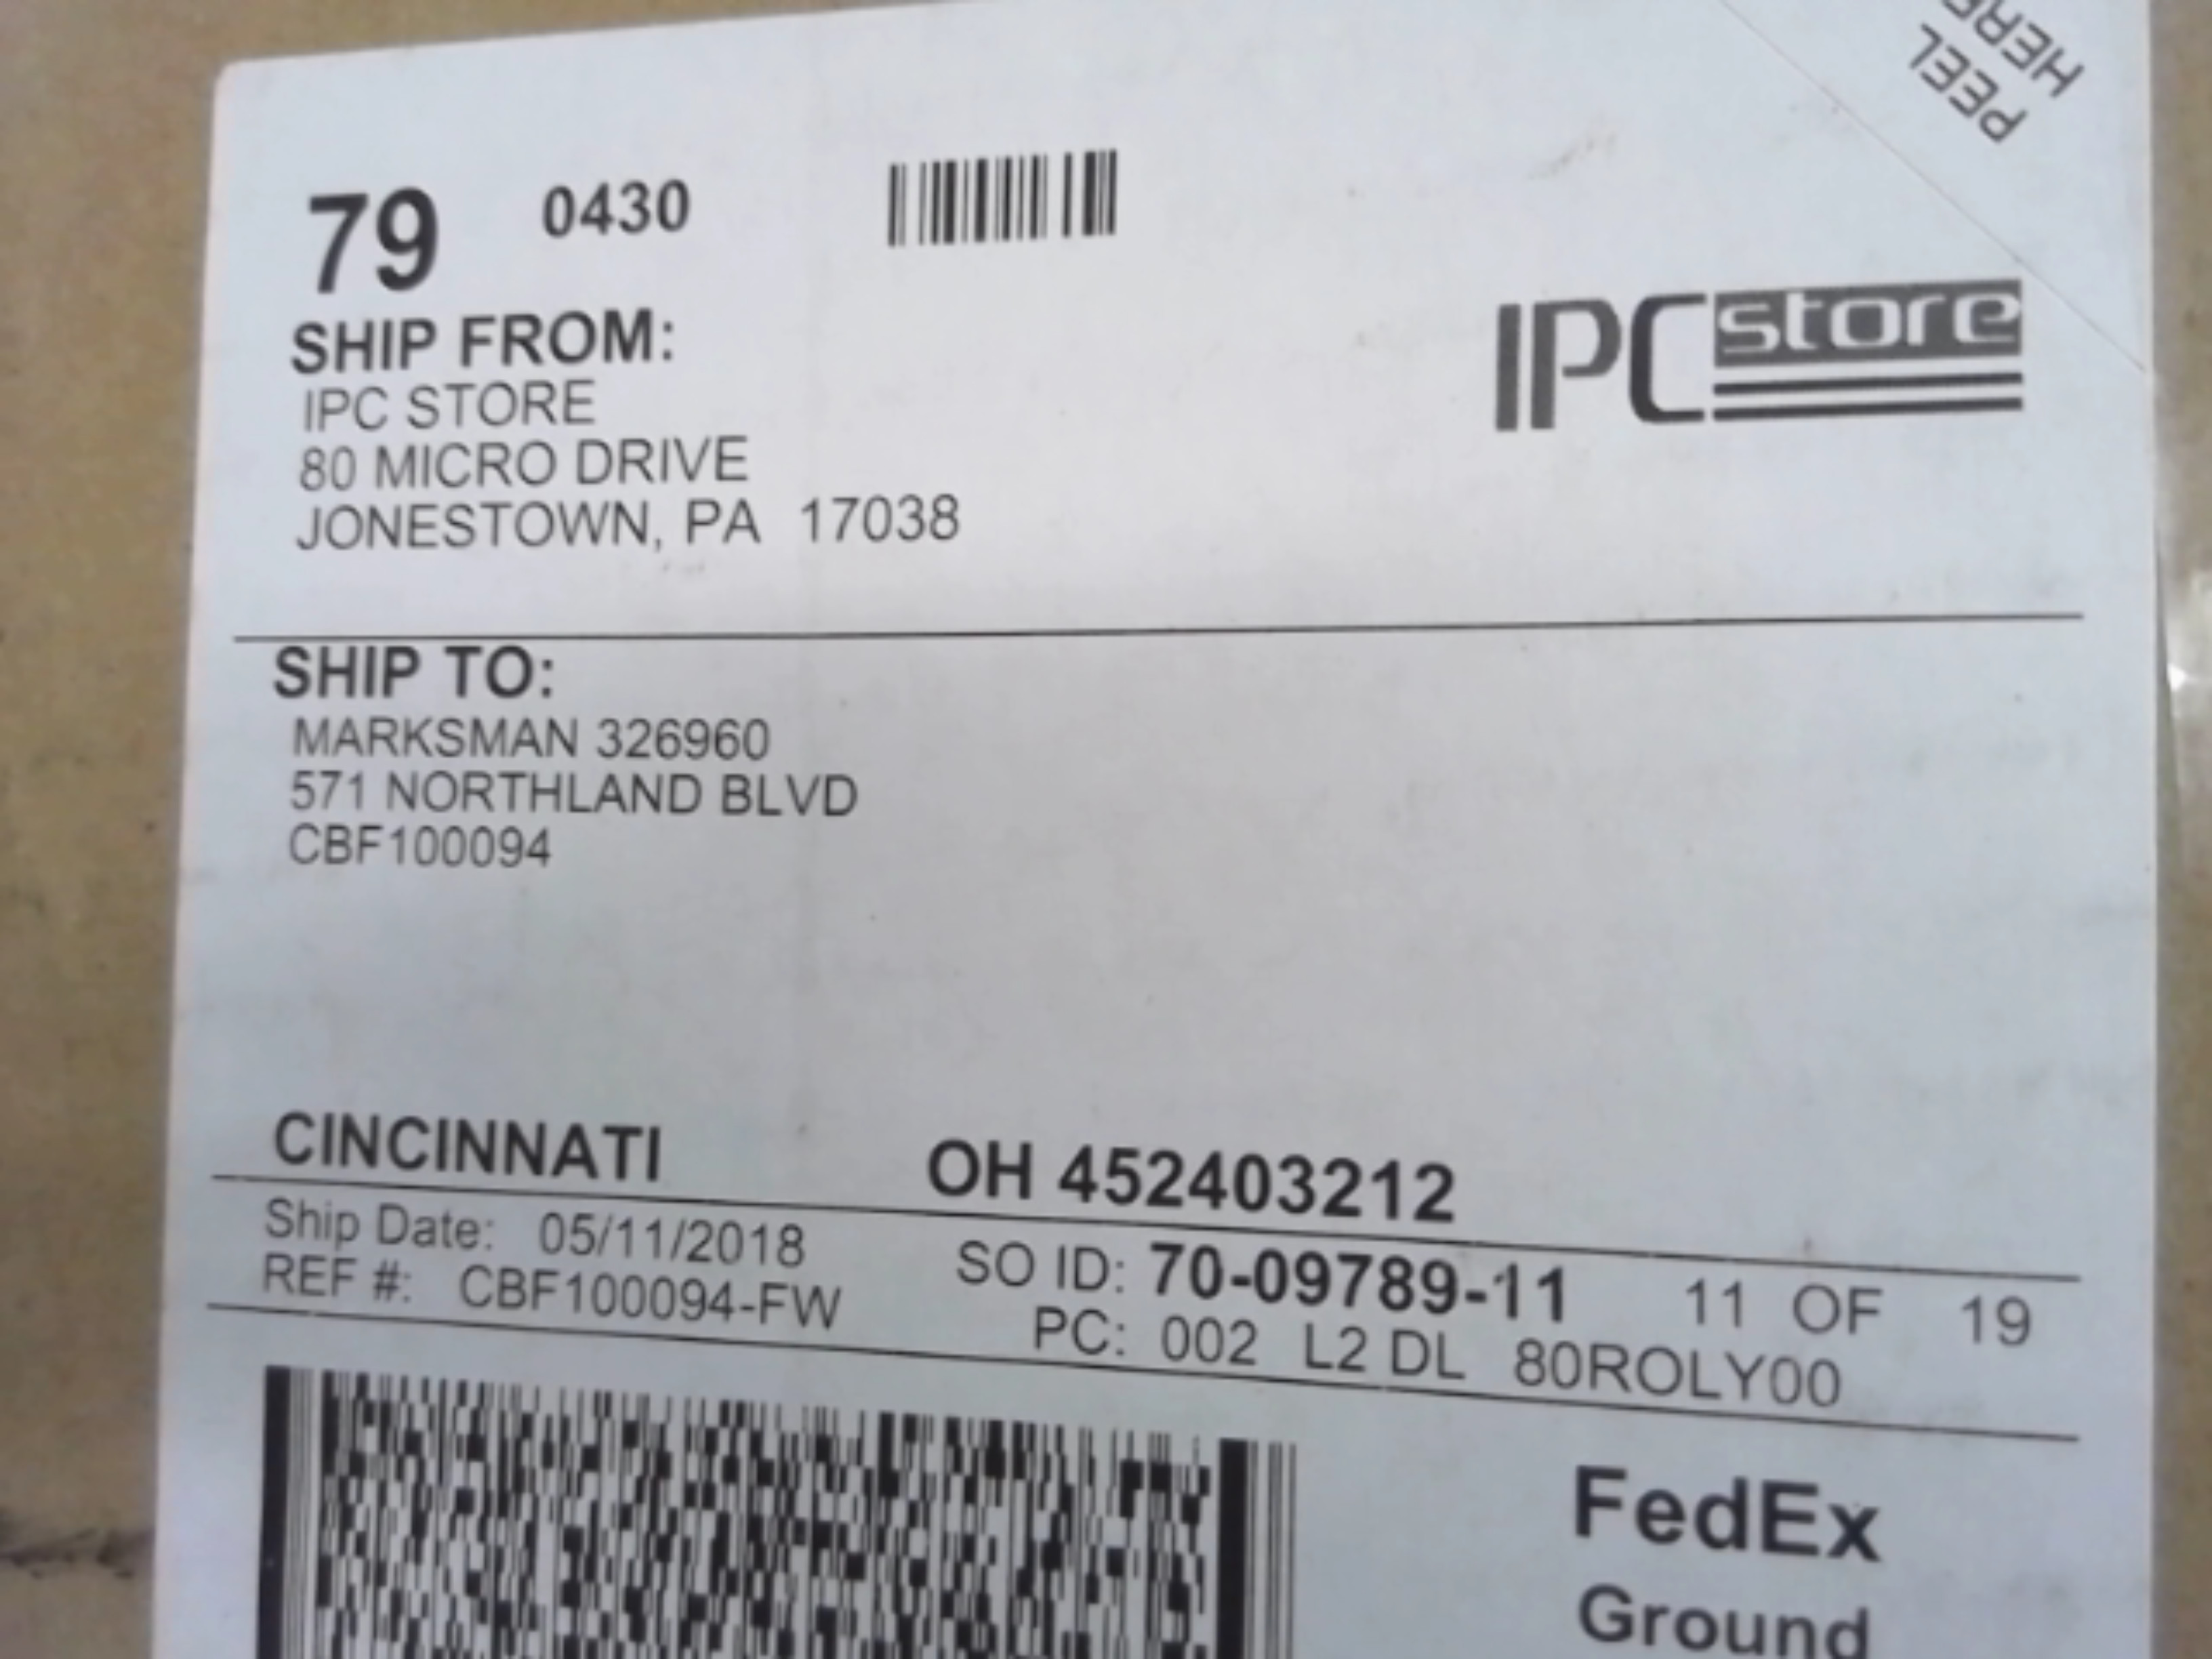 PEEL
HERE
79 0430
IPC store
SHIP FROM:
IPC STORE
80 MICRO DRIVE
JONESTOWN, PA 17038
SHIP TO:
MARKSMAN 326960
571 NORTHLAND BLVD
CBF100094
CINCINNATI OH 452403212
Ship Date: 05/11/2018 SO ID: 70-09789-11 11 OF 19
REF #: CBF100094-FW PC: 002 L2 DL 80ROLY00
FedEx
Ground